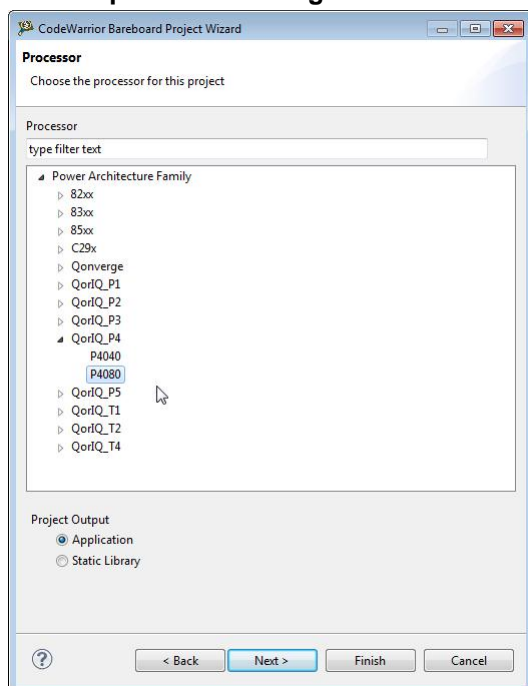 CodeWarrior Bareboard Project Wizard
Processor
Choose the processor for this project
Processor
type filter text
Power Architecture Family
82xx
83xx
85xx
C29x
Qonverge
QorIQ_P1
QorIQ_P2
QorIQ_P3
QorIQ_P4
P4040
P4080
QorIQ_P5
QorIQ_T1
QorIQ_T2
QorIQ_T4
Project Output
Application
Static Library
?
< Back
Next >
Finish
Cancel